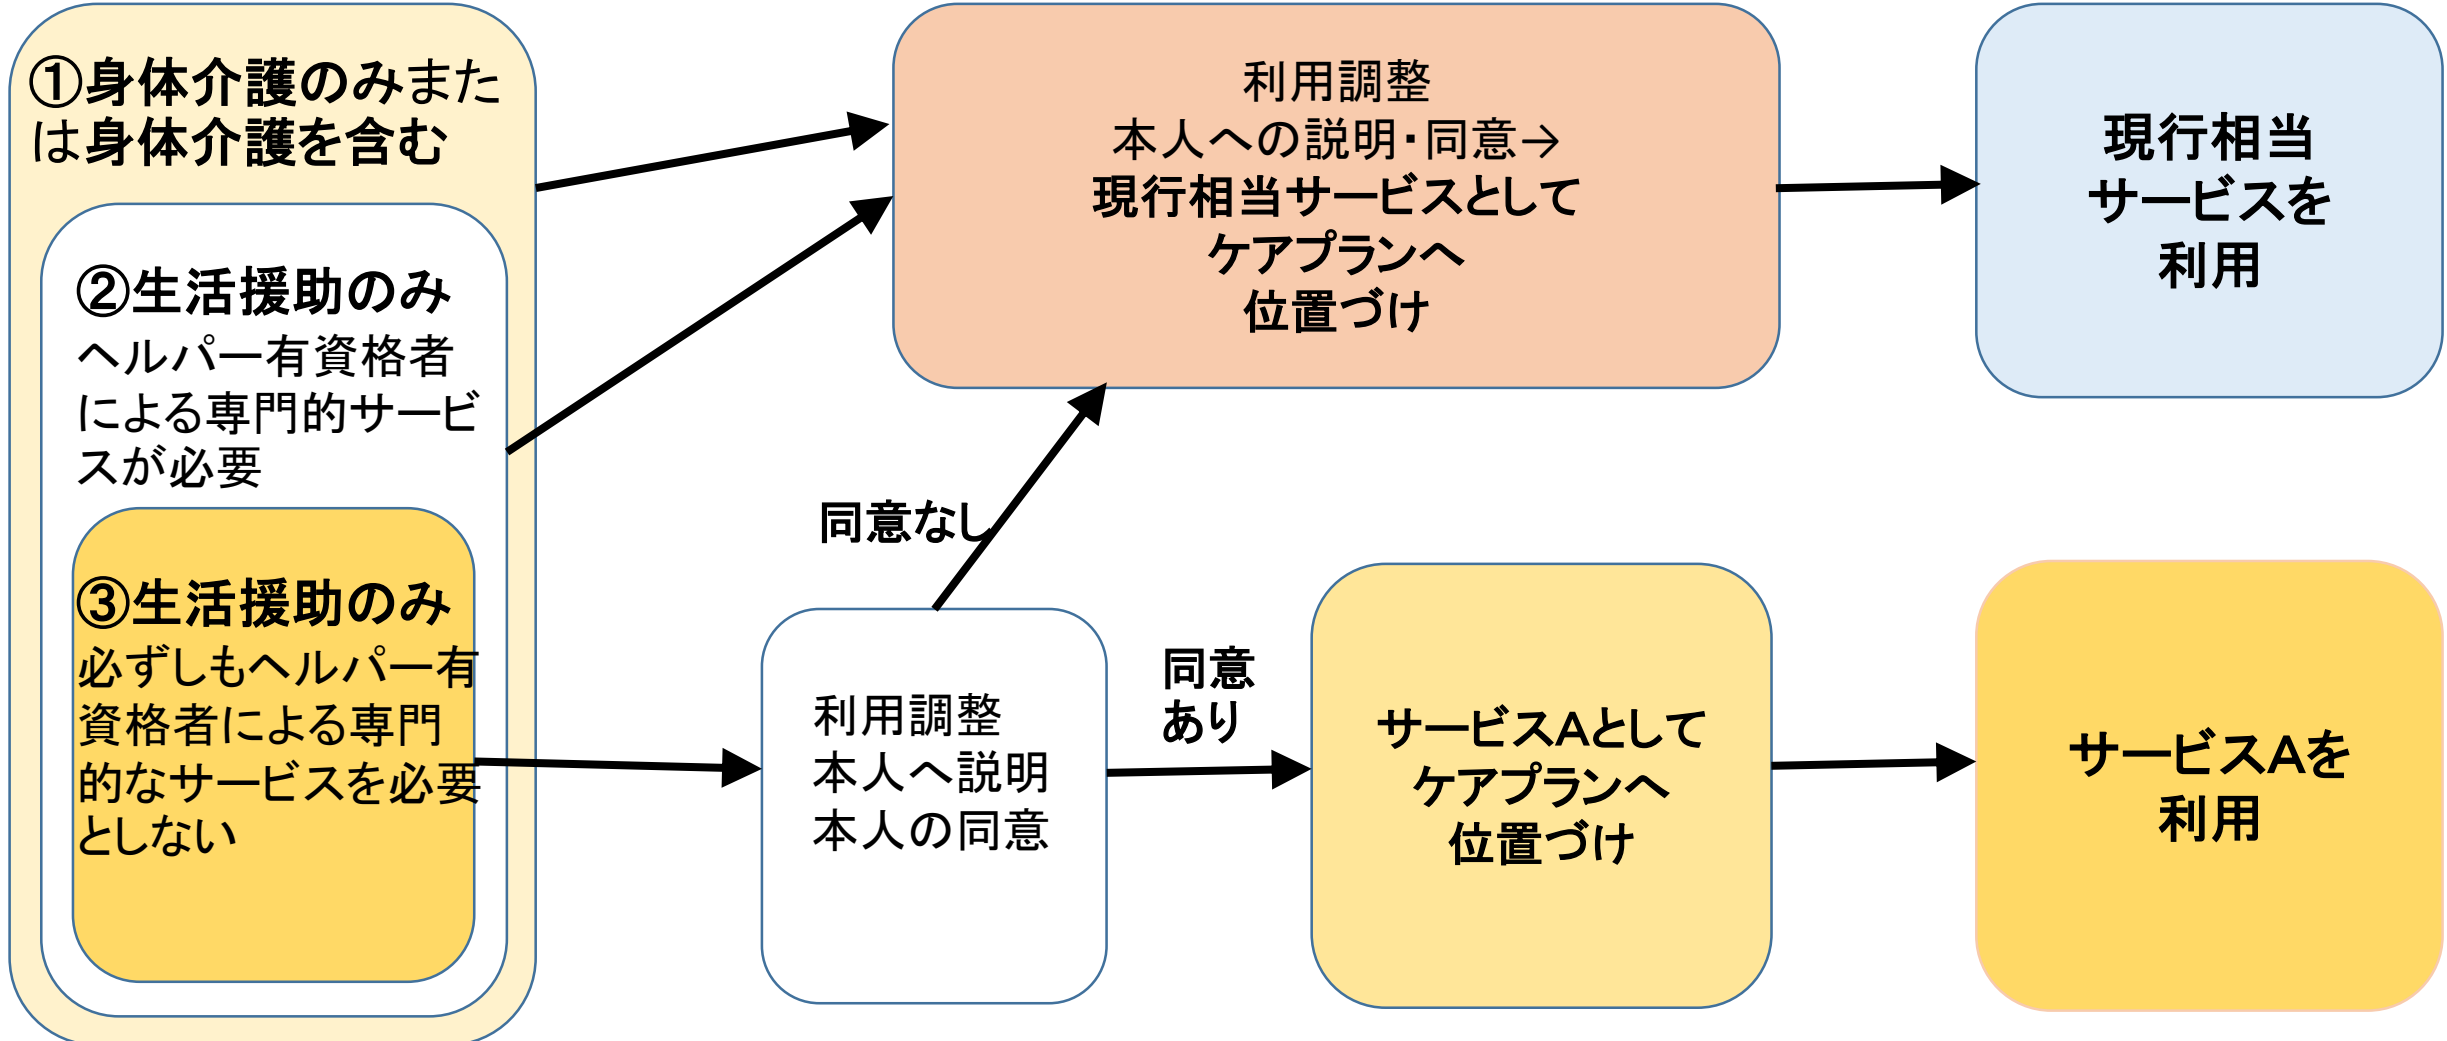 ①身体介護のみまた
は身体介護を含む
②生活援助のみ
ヘルパー有資格者
による専門的サービ
スが必要
③生活援助のみ
必ずしもヘルパー有
資格者による専門
的なサービスを必要
としない
利用調整
本人への説明・同意→
現行相当サービスとして
ケアプランへ
位置づけ
現行相当
サービスを
利用
同意なし
利用調整
本人へ説明
本人の同意
同意
あり
サービスAとして
ケアプランへ
位置づけ
サービスAを
利用